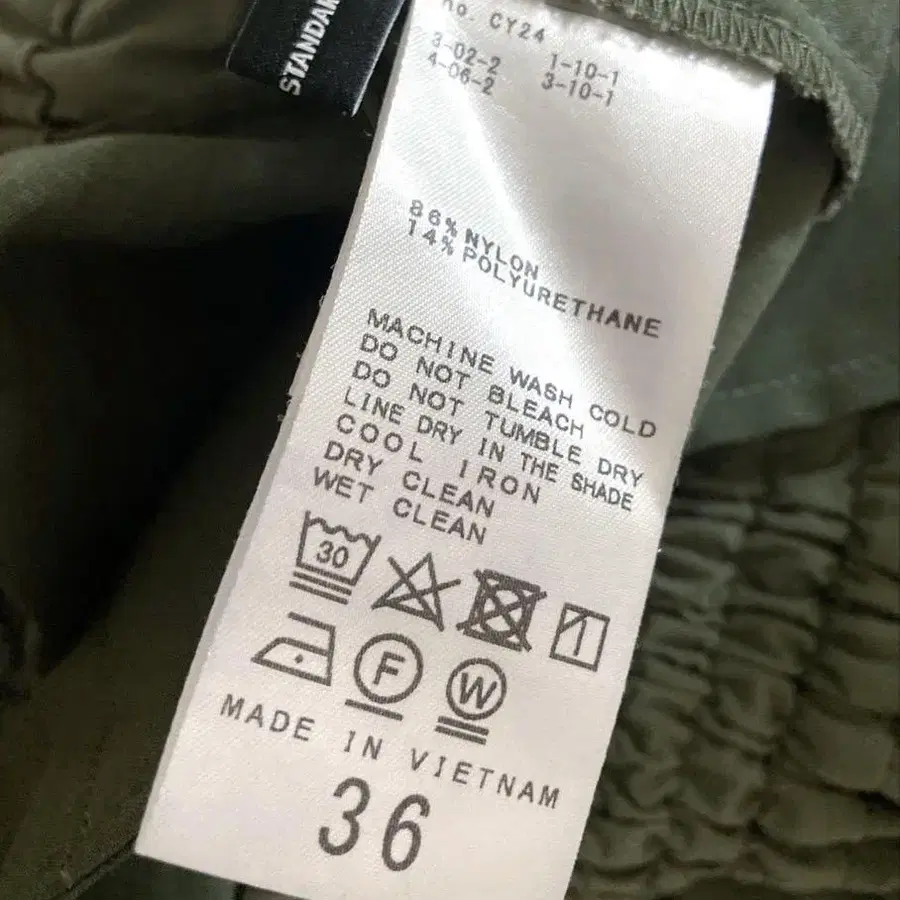 STANDAR
no. CY24
3-02-2 1-10-1
4-06-2 3-10-1
86% NYLON
14% POLYURETHANE
MACHINE WASH COLD
DO NOT BLEACH
DO NOT TUMBLE DRY
LINE DRY IN THE SHADE
COOL IRON
DRY CLEAN
WET CLEAN
30
F
W
MADE IN VIETNAM
36